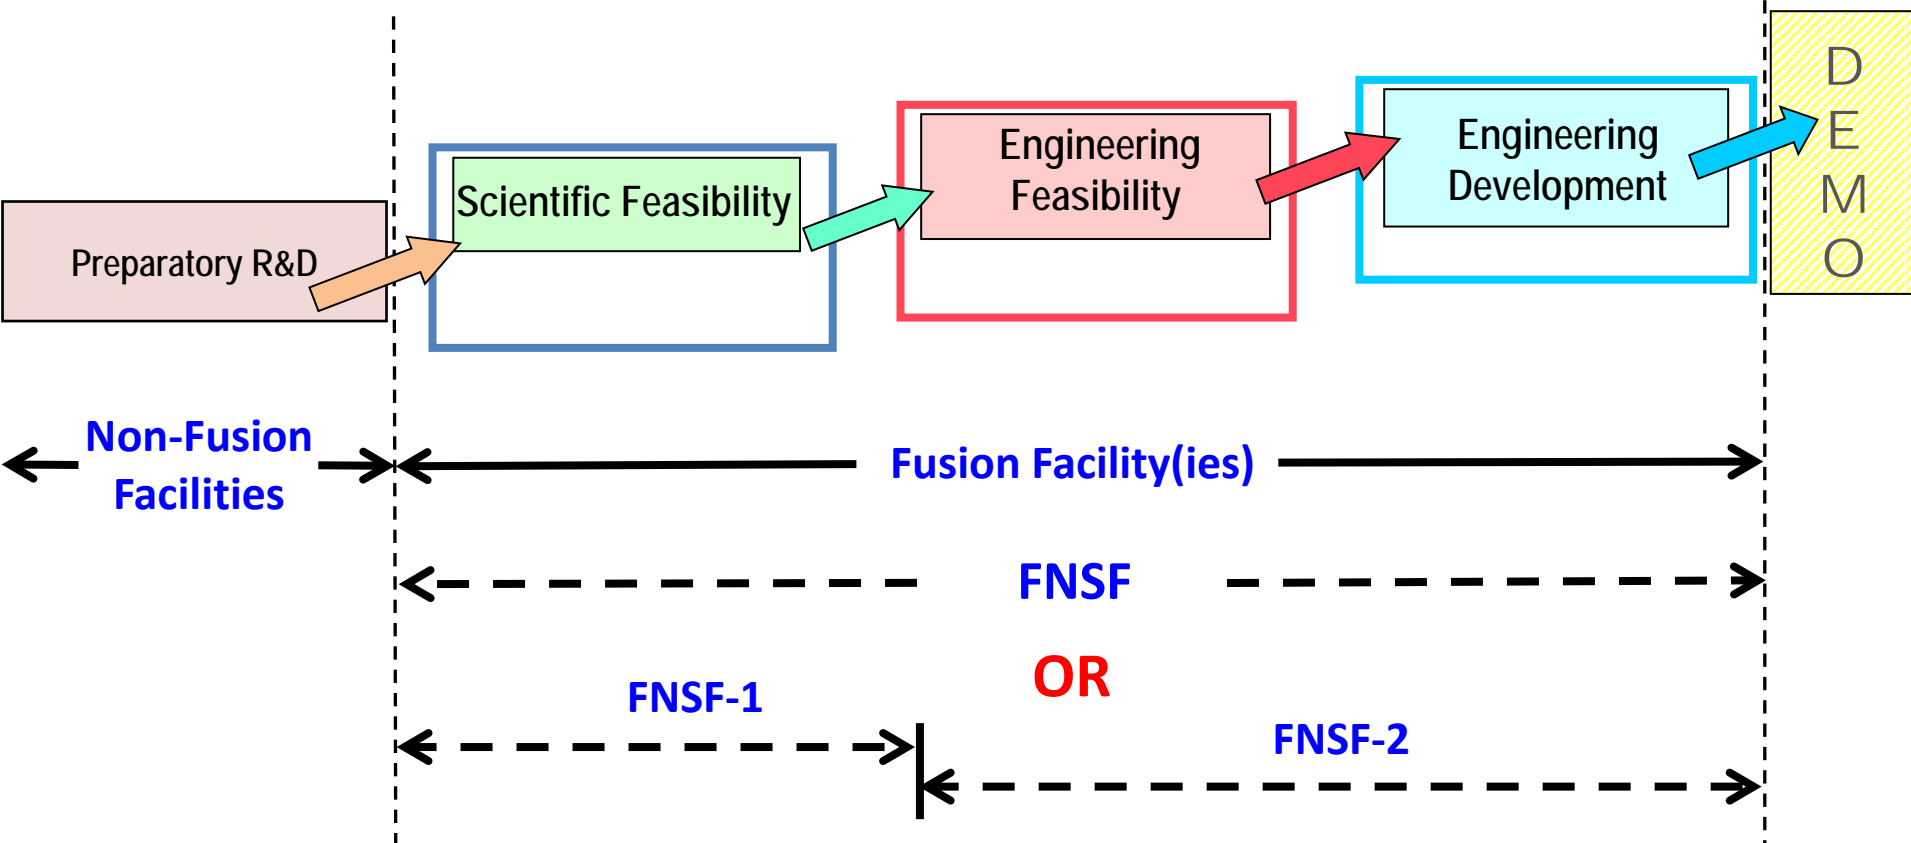 Preparatory R&D
Scientific Feasibility
Engineering
Feasibility
Engineering
Development
D
E
M
O
Non-Fusion
Facilities
Fusion Facility(ies)
FNSF
OR
FNSF-1
FNSF-2